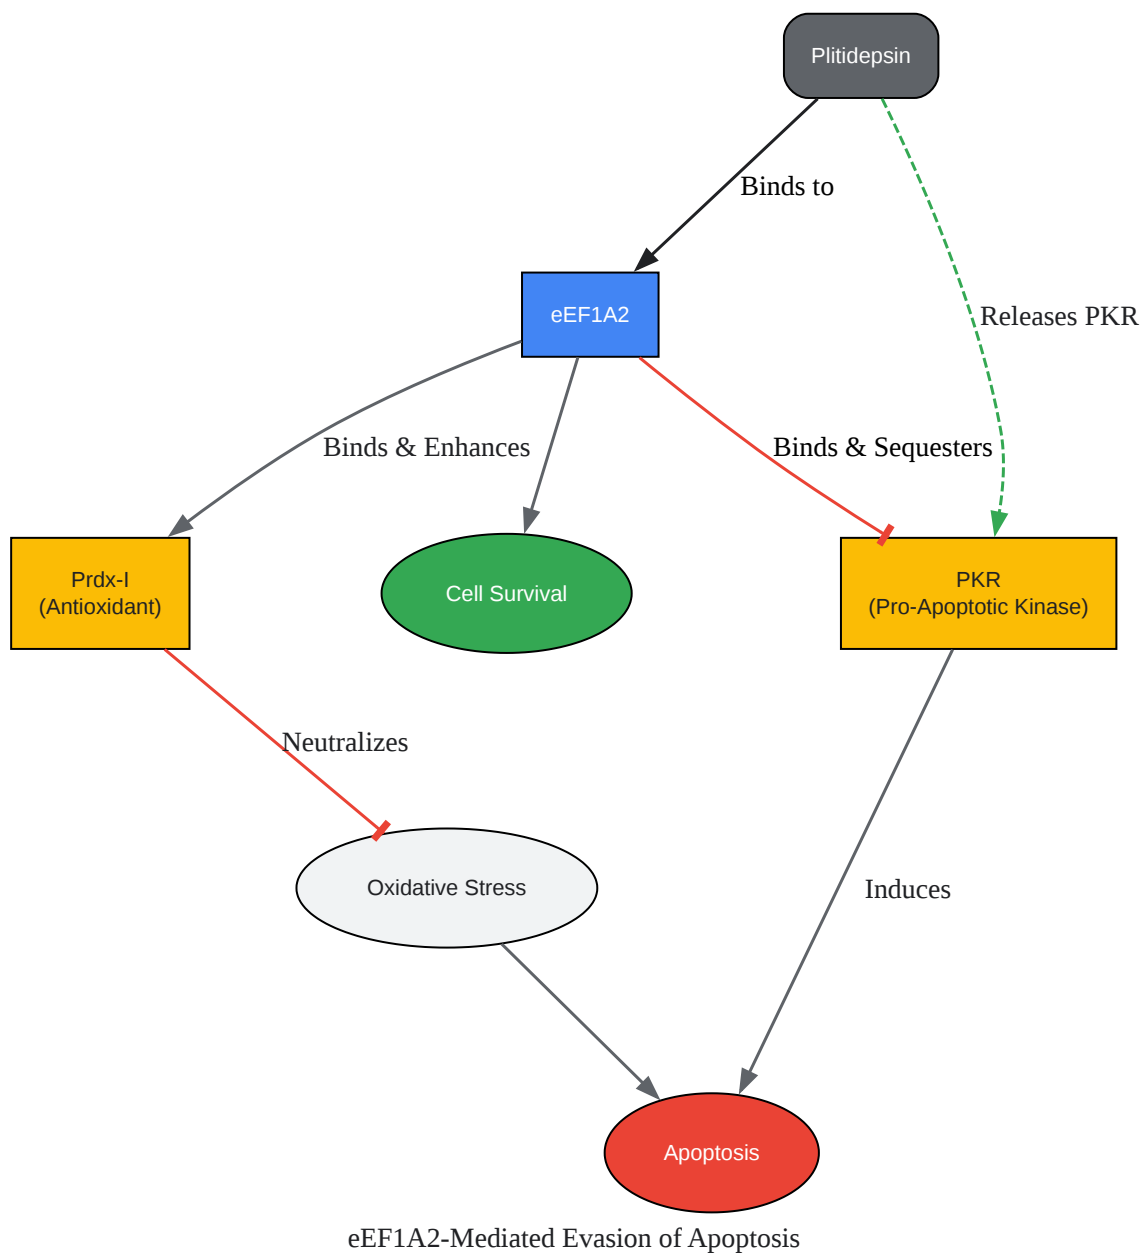 Plitidepsin
Binds to
eEF1A2
Releases PKR
Binds & Enhances
Binds & Sequesters
Prdx-I
(Antioxidant)
Cell Survival
PKR
(Pro-Apoptotic Kinase)
Neutralizes
Oxidative Stress
Induces
Apoptosis
eEF1A2-Mediated Evasion of Apoptosis